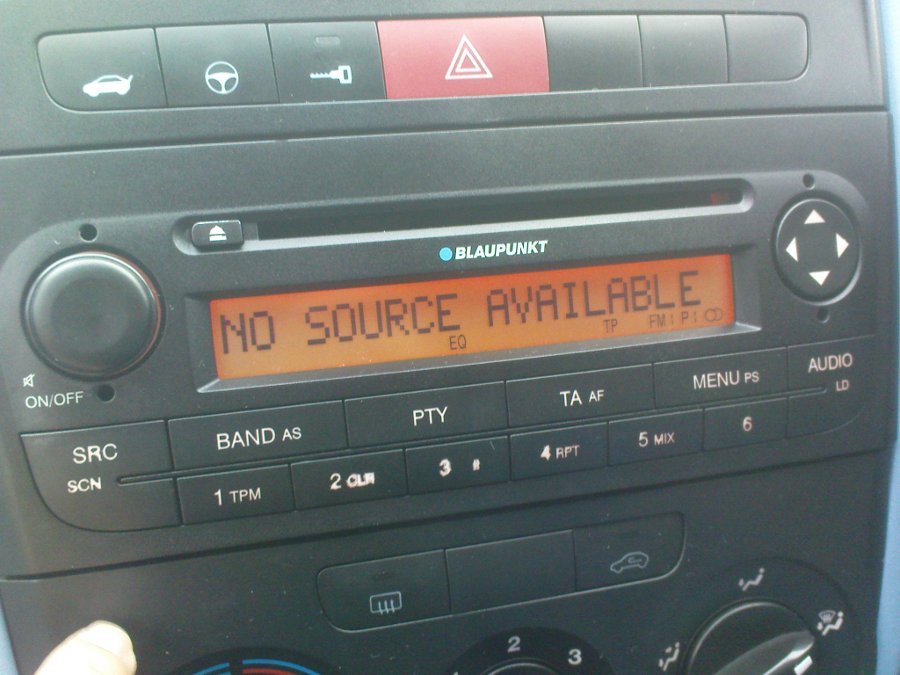 BLAUPUNKT
NO SOURCE AVAILABLE
EQ TP FM P
ON/OFF
AUDIO
LD
SRC BAND AS PTY TA AF MENU PS
SCN 1 TPM 2 CLR 3 4 RPT 5 MIX 6
2 3